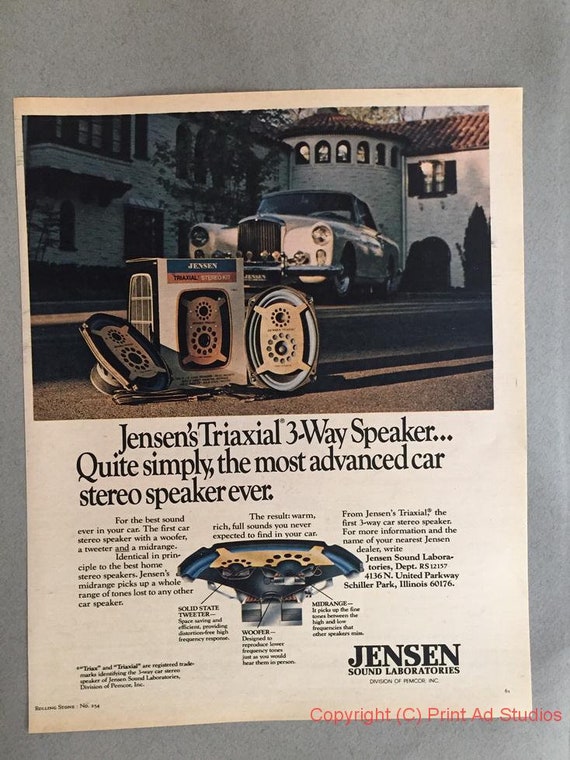 JENSEN
TRIAXIAL® STEREO KIT
Jensen's Triaxial® 3-Way Speaker...
Quite simply, the most advanced car
stereo speaker ever.
For the best sound
ever in your car. The first car
stereo speaker with a woofer,
a tweeter and a midrange.
Identical in prin-
ciple to the best home
stereo speakers. Jensen's
midrange picks up a whole
range of tones lost to any other
car speaker.
The result: warm,
rich, full sounds you never
expected to find in your car.
From Jensen's Triaxial,® the
first 3-way car stereo speaker.
For more information and the
name of your nearest Jensen
dealer, write
Jensen Sound Labora-
tories, Dept. RS 12157
4136 N. United Parkway
Schiller Park, Illinois 60176.
SOLID STATE
TWEETER—
Space saving and
efficient, providing
distortion-free high
frequency response.
WOOFER—
Designed to
reproduce lower
frequency tones
just as you would
hear them in person.
MIDRANGE—
It picks up the fine
tones between the
high and low
frequencies that
other speakers miss.
®"Triax" and "Triaxial" are registered trade-
marks identifying the 3-way car stereo
speaker of Jensen Sound Laboratories,
Division of Pemcor, Inc.
JENSEN
SOUND LABORATORIES
DIVISION OF PEMCOR, INC.
Rolling Stone : No. 254
61
Copyright (C) Print Ad Studios